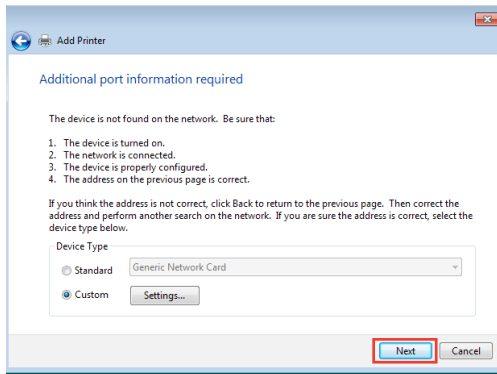 Add Printer
Additional port information required
The device is not found on the network. Be sure that:
1. The device is turned on.
2. The network is connected.
3. The device is properly configured.
4. The address on the previous page is correct.
If you think the address is not correct, click Back to return to the previous page. Then correct the
address and perform another search on the network. If you are sure the address is correct, select the
device type below.
Device Type
Standard Generic Network Card
Custom Settings...
Next Cancel